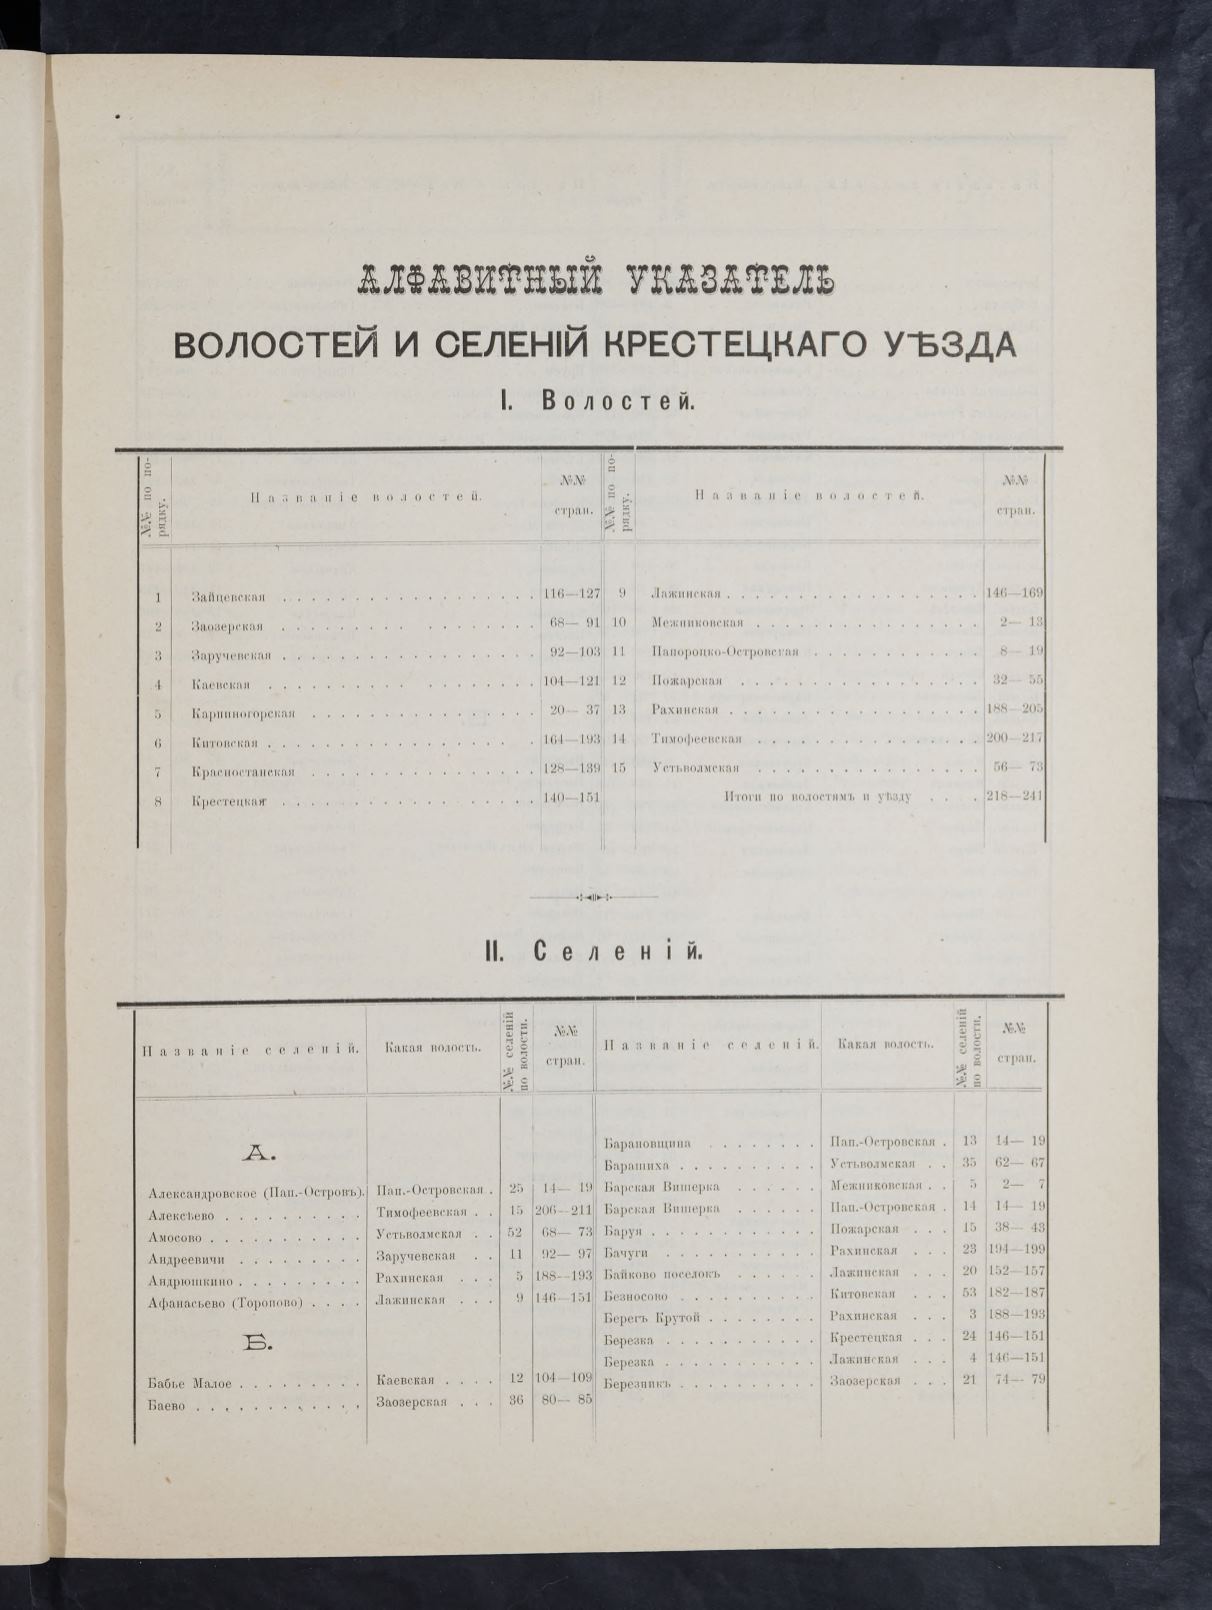 АЛФАВИТНЫЙ УКАЗАТЕЛЬ
ВОЛОСТЕЙ И СЕЛЕНІЙ КРЕСТЕЦКАГО УѢЗДА
I. Волостей.
№№ по порядку. Названіе волостей. №№ стран. №№ по порядку. Названіе волостей. №№ стран.
1 Зайцевская 116—127
2 Заозерская 68—91
3 Заручевская 92—103
4 Каевская 104—121
5 Карпиногорская 20—37
6 Китовская 164—193
7 Красностанская 128—139
8 Крестецкая 140—151
9 Лажинская 146—169
10 Межниковская 2—13
11 Папороцко-Островская 8—19
12 Пожарская 32—55
13 Рахинская 188—205
14 Тимофеевская 200—217
15 Устьволмская 56—73
Итоги по волостямъ и уѣзду 218—241
II. Селеній.
Названіе селеній. Какая волость. №№ селеній по волости. №№ стран. Названіе селеній. Какая волость. №№ селеній по волости. №№ стран.
А.
Александровское (Пап.-Островъ). Пап.-Островская 25 14—19
Алексѣево Тимофеевская 15 206—211
Амосово Устьволмская 52 68—73
Андреевичи Заручевская 11 92—97
Андрюшкино Рахинская 5 188—193
Афанасьево (Торопово) Лажинская 9 146—151
Б.
Бабье Малое Каевская 12 104—109
Баево Заозерская 36 80—85
Барановщина Пап.-Островская 13 14—19
Барашиха Устьволмская 35 62—67
Барская Вишерка Межниковская 5 2—7
Барская Вишерка Пап.-Островская 14 14—19
Баруя Пожарская 15 38—43
Бачуги Рахинская 23 194—199
Байково поселокъ Лажинская 20 152—157
Безносово Китовская 53 182—187
Берегъ Крутой Рахинская 3 188—193
Березка Крестецкая 24 146—151
Березка Лажинская 4 146—151
Березникъ Заозерская 21 74—79